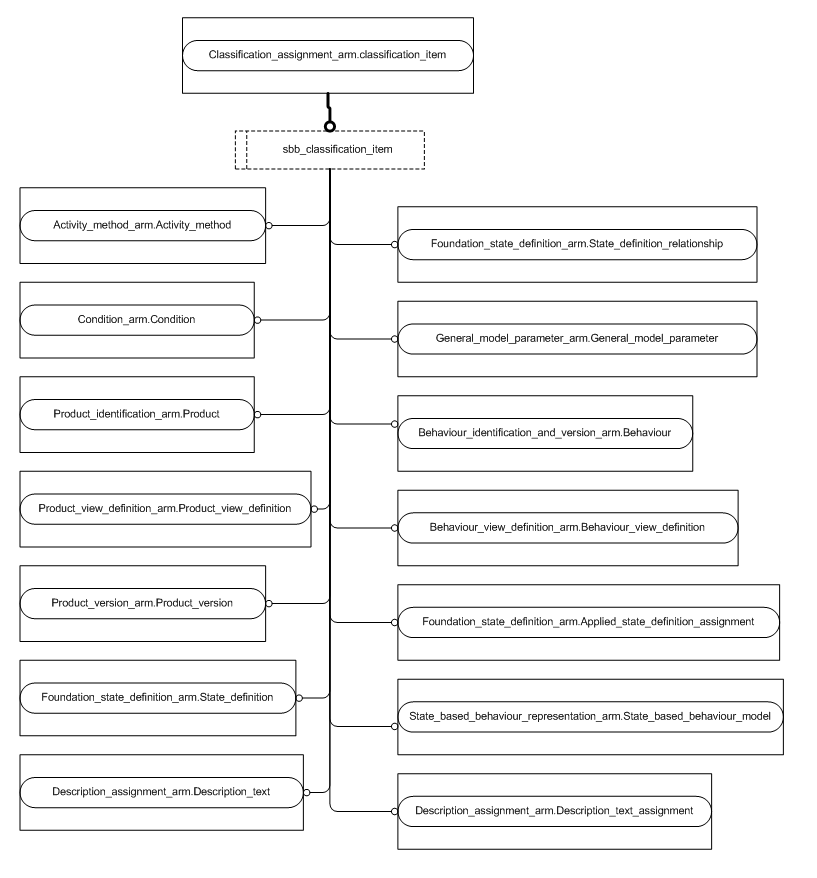 Classification_assignment_arm.classification_item
sbb_classification_item
Activity_method_arm.Activity_method
Condition_arm.Condition
Product_identification_arm.Product
Product_view_definition_arm.Product_view_definition
Product_version_arm.Product_version
Foundation_state_definition_arm.State_definition
Description_assignment_arm.Description_text
Foundation_state_definition_arm.State_definition_relationship
General_model_parameter_arm.General_model_parameter
Behaviour_identification_and_version_arm.Behaviour
Behaviour_view_definition_arm.Behaviour_view_definition
Foundation_state_definition_arm.Applied_state_definition_assignment
State_based_behaviour_representation_arm.State_based_behaviour_model
Description_assignment_arm.Description_text_assignment